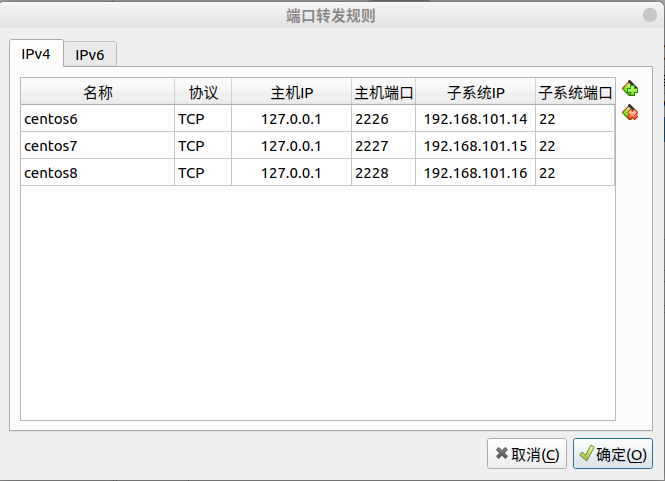 端口转发规则
IPv4 IPv6
名称 协议 主机IP 主机端口 子系统IP 子系统端口
centos6 TCP 127.0.0.1 2226 192.168.101.14 22
centos7 TCP 127.0.0.1 2227 192.168.101.15 22
centos8 TCP 127.0.0.1 2228 192.168.101.16 22
取消(C) 确定(O)